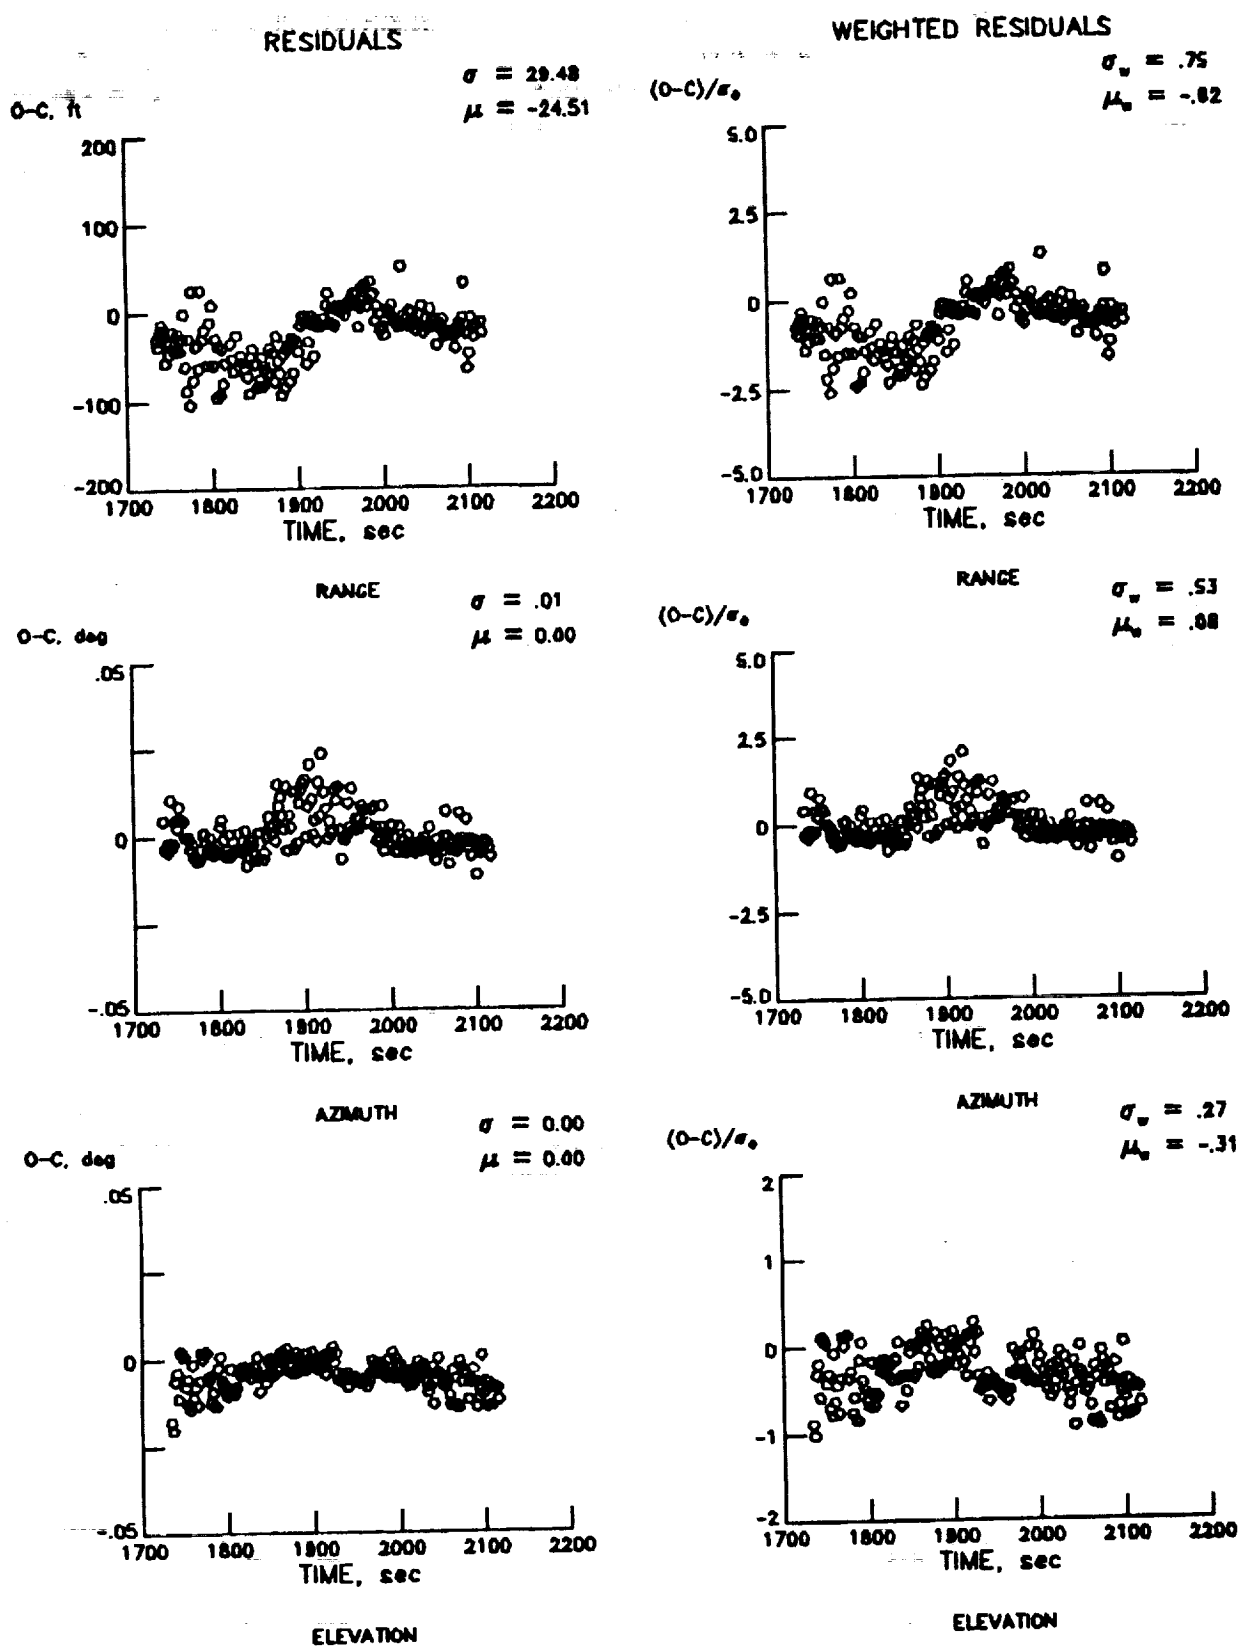 RESIDUALS
σ = 29.48
μ = -24.51
O-C, ft
200
100
0
-100
-200
1700 1800 1900 2000 2100 2200
TIME, sec
RANGE
WEIGHTED RESIDUALS
σw = .75
(O-C)/σo
5.0
2.5
0
-2.5
-5.0
1700 1800 1900 2000 2100 2200
TIME, sec
RANGE
σ = .01
μ = 0.00
O-C, deg
.05
0
-.05
1700 1800 1900 2000 2100 2200
TIME, sec
AZIMUTH
σw = .53
(O-C)/σo
5.0
2.5
0
-2.5
-5.0
1700 1800 1900 2000 2100 2200
TIME, sec
AZIMUTH
σ = 0.00
μ = 0.00
O-C, deg
.05
0
-.05
1700 1800 1900 2000 2100 2200
TIME, sec
ELEVATION
σw = .27
μw = -.31
(O-C)/σo
2
1
0
-1
-2
1700 1800 1900 2000 2100 2200
TIME, sec
ELEVATION